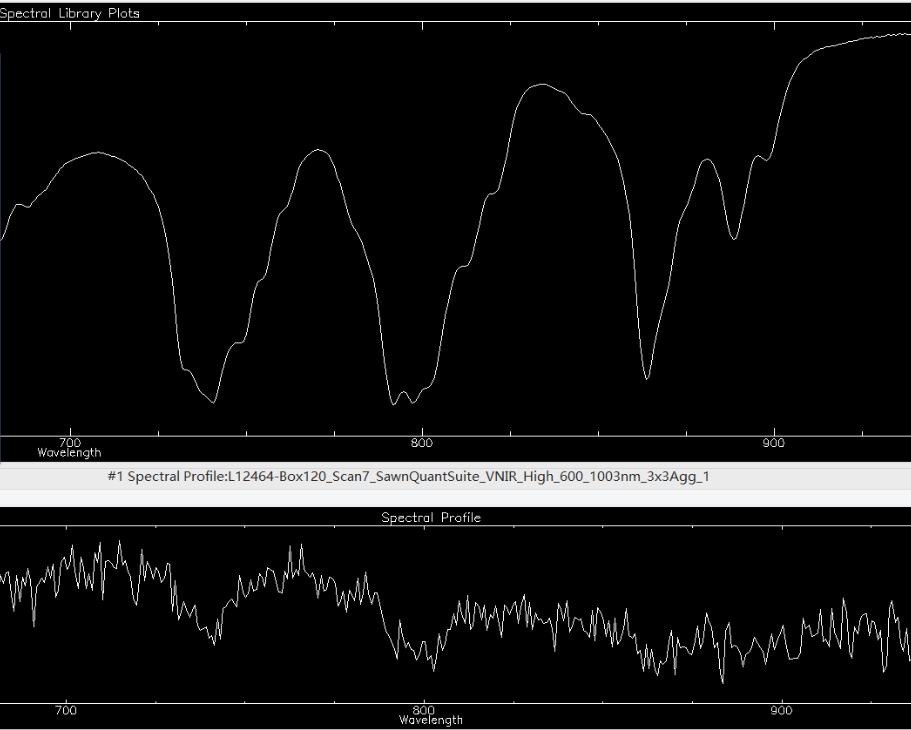 Spectral Library Plots
700 800 900
Wavelength
#1 Spectral Profile:L12464-Box120_Scan7_SawnQuantSuite_VNIR_High_600_1003nm_3x3Agg_1
Spectral Profile
700 800 900
Wavelength